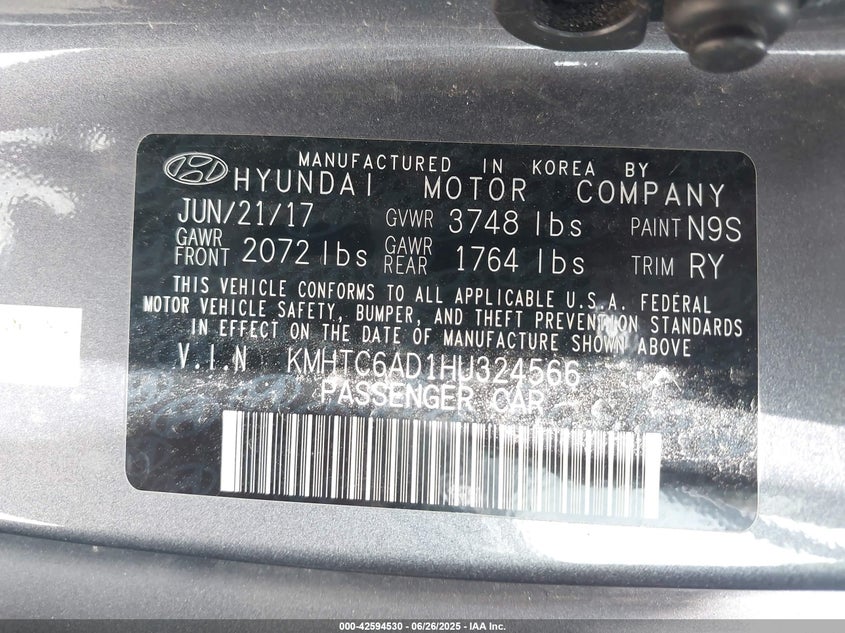 MANUFACTURED IN KOREA BY
HYUNDAI MOTOR COMPANY
JUN/21/17 GVWR 3748 lbs PAINT N9S
GAWR FRONT 2072 lbs GAWR REAR 1764 lbs TRIM RY
THIS VEHICLE CONFORMS TO ALL APPLICABLE U.S.A. FEDERAL
MOTOR VEHICLE SAFETY, BUMPER, AND THEFT PREVENTION STANDARDS
IN EFFECT ON THE DATE OF MANUFACTURE SHOWN ABOVE
V.I.N KMHTC6AD1HU324566
PASSENGER CAR
000-42594530 - 06/26/2025 - IAA Inc.